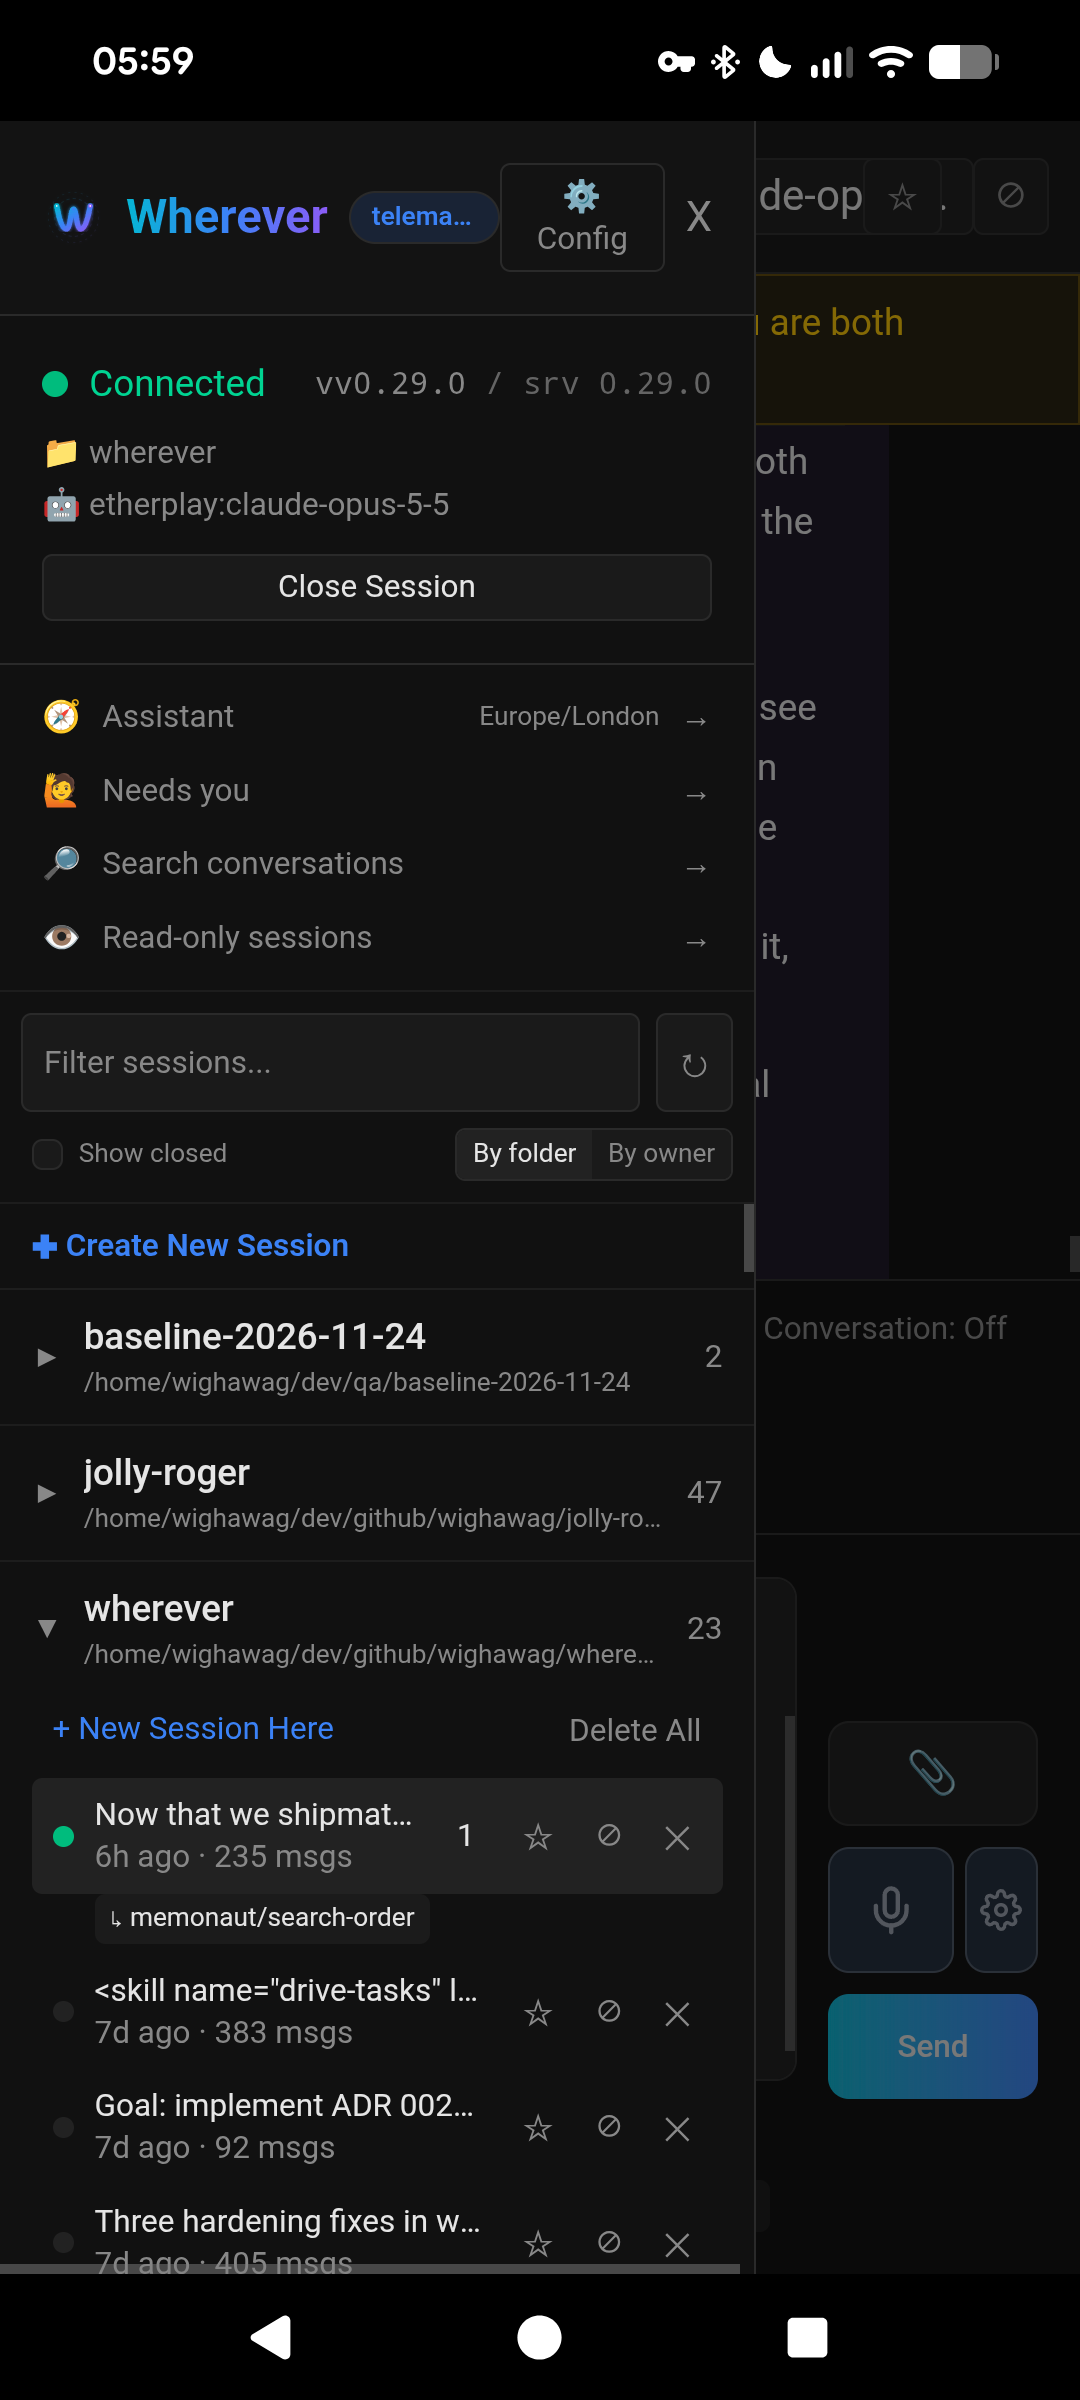 05:59
Wherever
telema...
Config
X
de-op
.
Connected
vv0.29.0 / srv 0.29.0
are both
wherever
etherplay:claude-opus-5-5
oth
the
Close Session
Assistant
Europe/London →
see
Needs you →
n
e
Search conversations →
Read-only sessions →
it,
Filter sessions...
al
Show closed
By folder
By owner
Create New Session
Conversation: Off
baseline-2026-11-24
2
/home/wighawag/dev/qa/baseline-2026-11-24
jolly-roger
47
/home/wighawag/dev/github/wighawag/jolly-ro...
wherever
23
/home/wighawag/dev/github/wighawag/where...
+ New Session Here
Delete All
Now that we shipmat...
1
6h ago · 235 msgs
↳ memonaut/search-order
<skill name="drive-tasks" l...
7d ago · 383 msgs
Send
Goal: implement ADR 002...
7d ago · 92 msgs
Three hardening fixes in w...
7d ago · 405 msgs